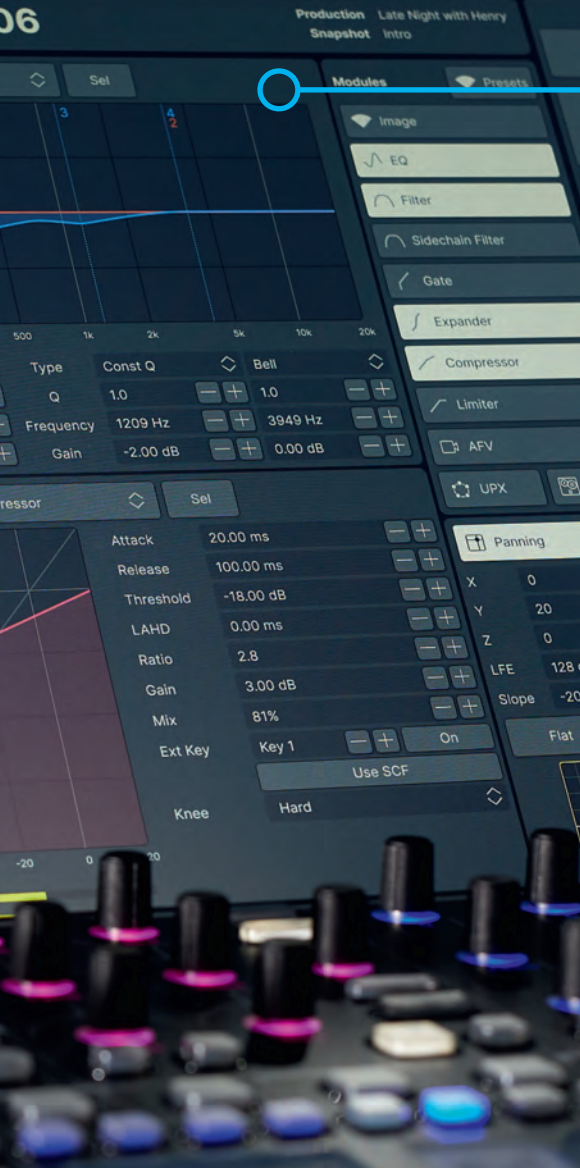 06
Production Late Night with Henry
Snapshot Intro
Sel
Modules
Presets
3
4
2
Image
EQ
Filter
Sidechain Filter
Gate
Expander
Compressor
Limiter
AFV
UPX
500 1k 2k 5k 10k 20k
Type Const Q Bell
Q 1.0 1.0
Frequency 1209 Hz 3949 Hz
Gain -2.00 dB 0.00 dB
ressor
Sel
Attack 20.00 ms
Release 100.00 ms
Threshold -18.00 dB
LAHD 0.00 ms
Ratio 2.8
Gain 3.00 dB
Mix 81%
Ext Key Key 1 On
Use SCF
Knee Hard
-20 0 20
Panning
X 0
Y 20
Z 0
LFE 128
Slope -20
Flat